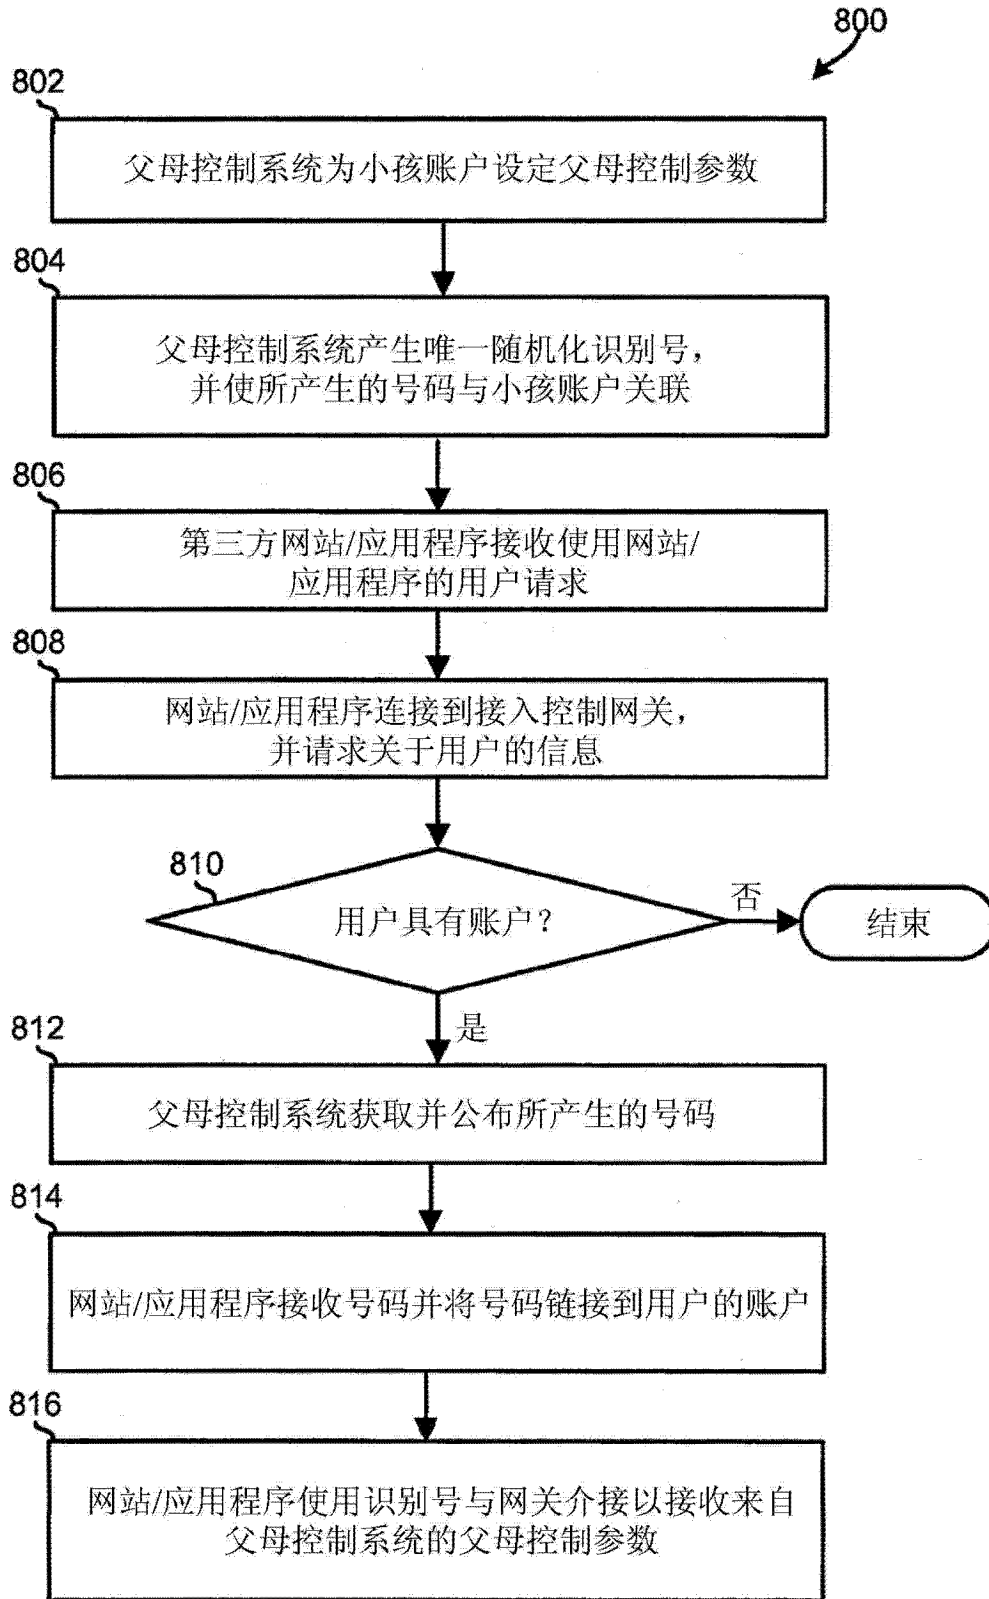 800
802
父母控制系统为小孩账户设定父母控制参数
804
父母控制系统产生唯一随机化识别号，
并使所产生的号码与小孩账户关联
806
第三方网站/应用程序接收使用网站/
应用程序的用户请求
808
网站/应用程序连接到接入控制网关，
并请求关于用户的信息
810
用户具有账户？
否
结束
是
812
父母控制系统获取并公布所产生的号码
814
网站/应用程序接收号码并将号码链接到用户的账户
816
网站/应用程序使用识别号与网关介接以接收来自
父母控制系统的父母控制参数